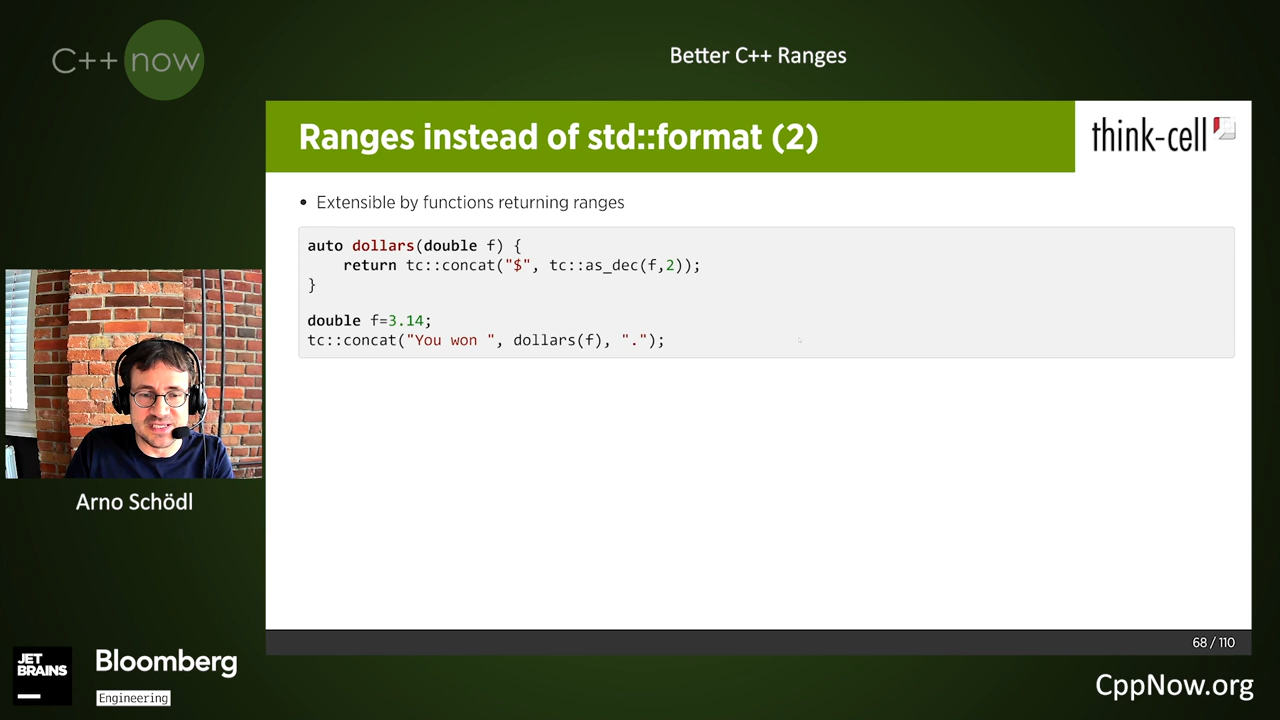 C++ now
Better C++ Ranges
Ranges instead of std::format (2)
think-cell
• Extensible by functions returning ranges
auto dollars(double f) {
    return tc::concat("$", tc::as_dec(f,2));
}
double f=3.14;
tc::concat("You won ", dollars(f), ".");
Arno Schödl
68 / 110
JET
BRAINS
Bloomberg
Engineering
CppNow.org